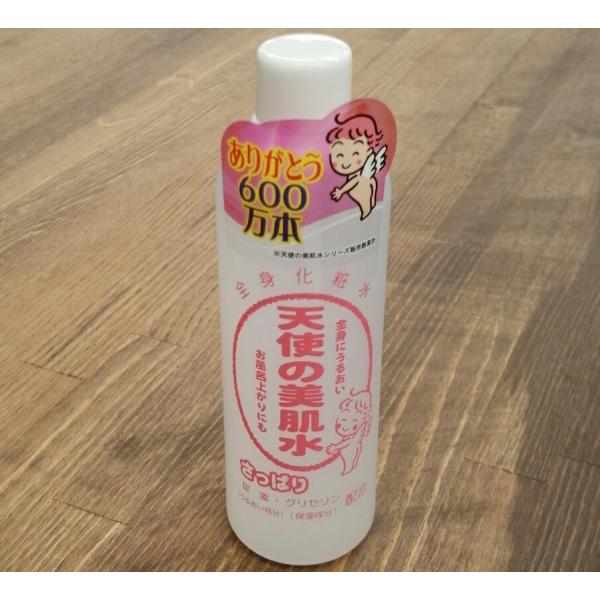 ありがとう
600
万本
※天使の美肌水シリーズ販売数累計
全身化粧水
全身にうるおい
天使の美肌水
お風呂上がりにも
さっぱり
尿素・グリセリン 配合
(うるおい成分) (保湿成分)